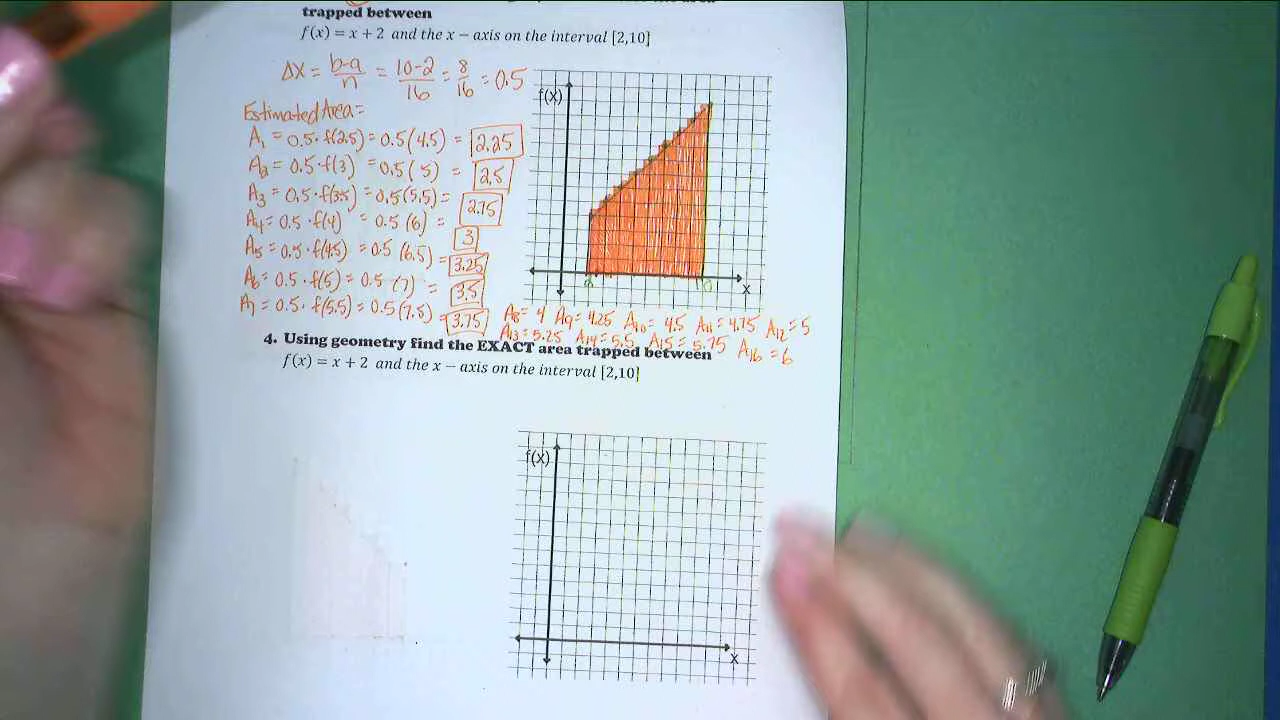 trapped between
f(x) = x + 2 and the x − axis on the interval [2,10]
Δx = b-a/n = 10-2/16 = 8/16 = 0.5
Estimated Area =
A₁ = 0.5 · f(2.5) = 0.5(4.5) = 2.25
A₂ = 0.5 · f(3) = 0.5(5) = 2.5
A₃ = 0.5 · f(3.5) = 0.5(5.5) = 2.75
A₄ = 0.5 · f(4) = 0.5(6) = 3
A₅ = 0.5 · f(4.5) = 0.5(6.5) = 3.25
A₆ = 0.5 · f(5) = 0.5(7) = 3.5
A₇ = 0.5 · f(5.5) = 0.5(7.5) = 3.75
f(x)
x
A₈ = 4 A₉ = 4.25 A₁₀ = 4.5 A₁₁ = 4.75 A₁₂ = 5
A₁₃ = 5.25 A₁₄ = 5.5 A₁₅ = 5.75 A₁₆ = 6
4. Using geometry find the EXACT area trapped between
f(x) = x + 2 and the x − axis on the interval [2,10]
f(x)
x